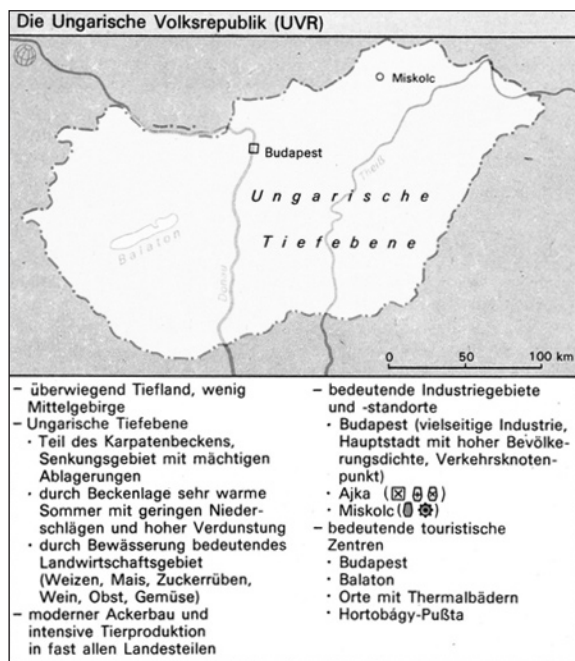 Die Ungarische Volksrepublik (UVR)
Miskolc
Budapest
Theiß
Ungarische
Tiefebene
Balaton
Donau
0 50 100 km
– überwiegend Tiefland, wenig
Mittelgebirge
– Ungarische Tiefebene
· Teil des Karpatenbeckens,
Senkungsgebiet mit mächtigen
Ablagerungen
· durch Beckenlage sehr warme
Sommer mit geringen Nieder-
schlägen und hoher Verdunstung
· durch Bewässerung bedeutendes
Landwirtschaftsgebiet
(Weizen, Mais, Zuckerrüben,
Wein, Obst, Gemüse)
– moderner Ackerbau und
intensive Tierproduktion
in fast allen Landesteilen
– bedeutende Industriegebiete
und -standorte
· Budapest (vielseitige Industrie,
Hauptstadt mit hoher Bevölke-
rungsdichte, Verkehrsknoten-
punkt)
· Ajka ( )
· Miskolc ( )
– bedeutende touristische
Zentren
· Budapest
· Balaton
· Orte mit Thermalbädern
· Hortobágy-Pußta